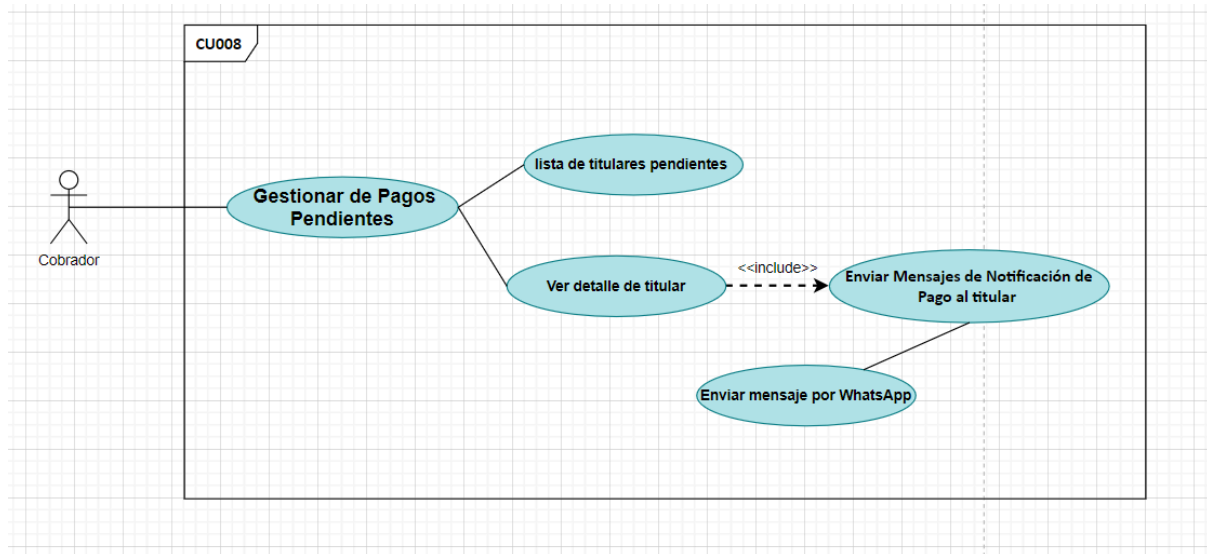 CU008
lista de titulares pendientes
Gestionar de Pagos
Pendientes
Cobrador
Ver detalle de titular
<<include>>
Enviar Mensajes de Notificación de
Pago al titular
Enviar mensaje por WhatsApp